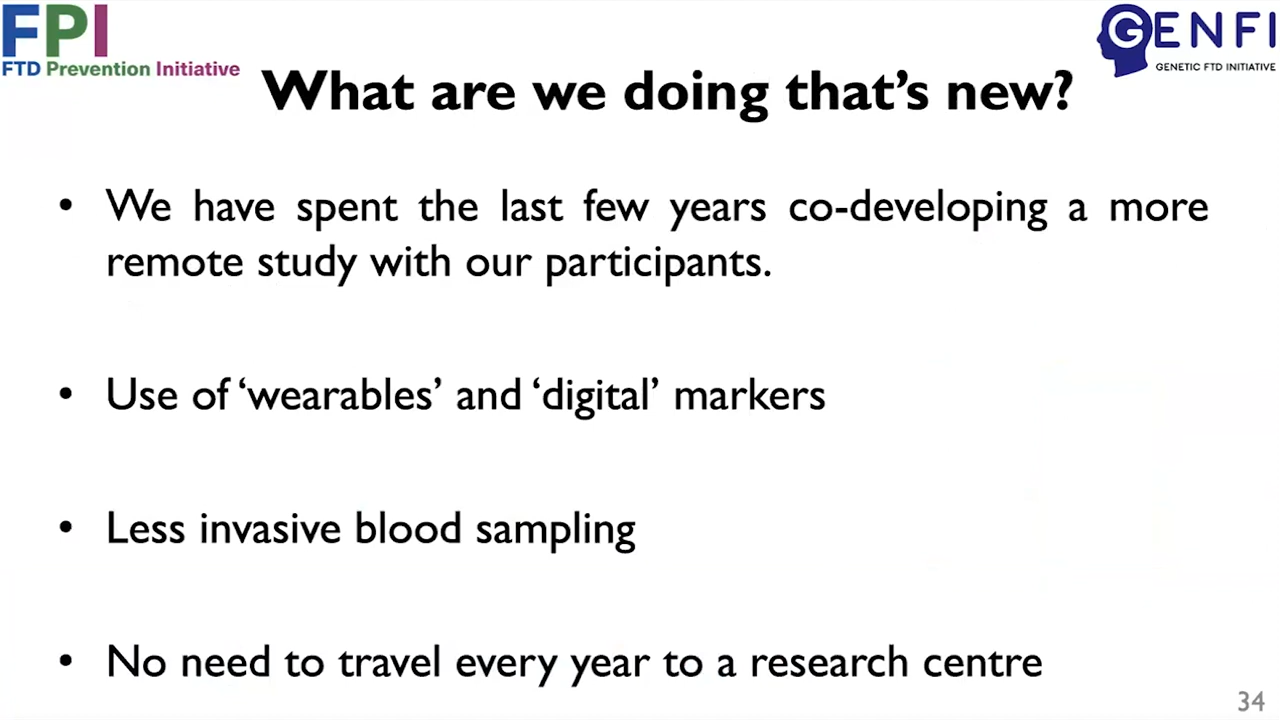 FPI
FTD Prevention Initiative
GENFI
GENETIC FTD INITIATIVE
What are we doing that’s new?
• We have spent the last few years co-developing a more
remote study with our participants.
• Use of ‘wearables’ and ‘digital’ markers
• Less invasive blood sampling
• No need to travel every year to a research centre
34